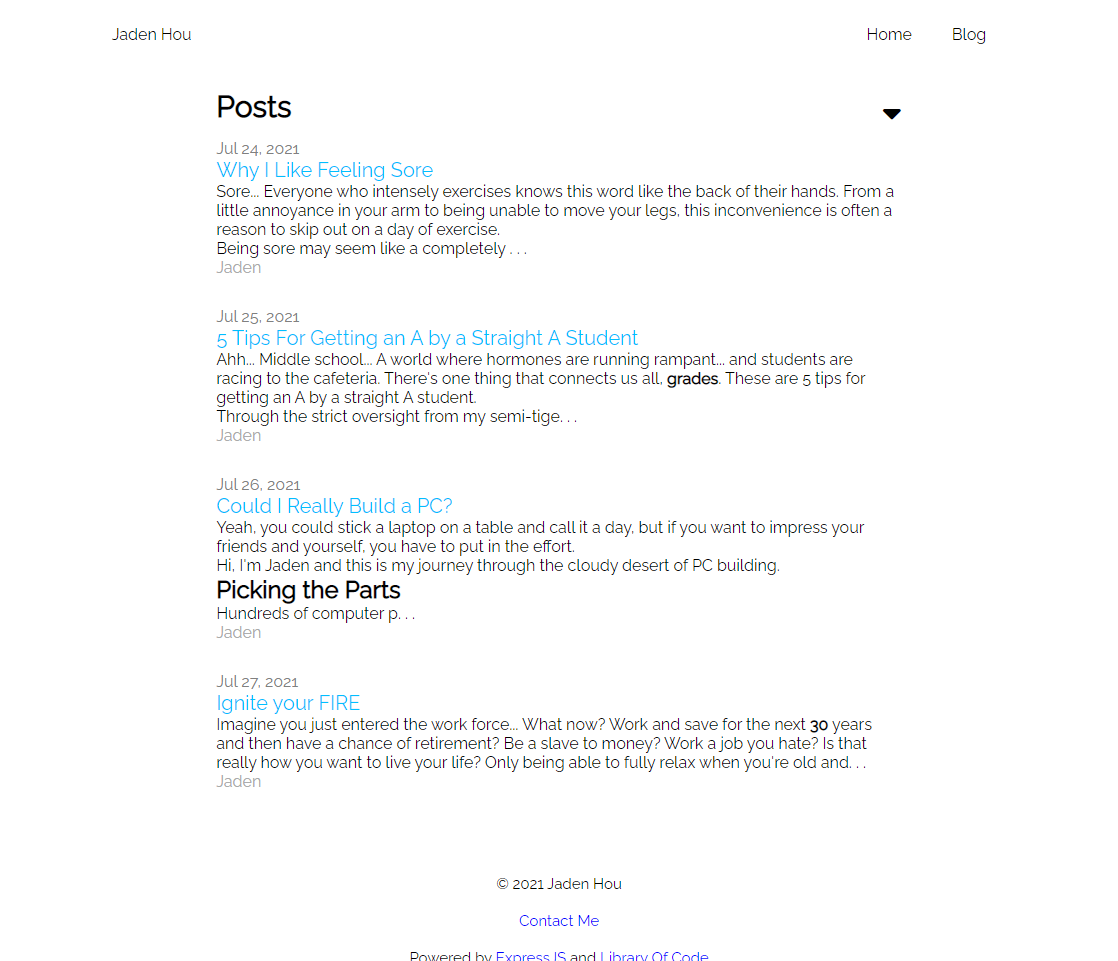 Jaden Hou
Home
Blog
Posts
Jul 24, 2021
Why I Like Feeling Sore
Sore... Everyone who intensely exercises knows this word like the back of their hands. From a
little annoyance in your arm to being unable to move your legs, this inconvenience is often a
reason to skip out on a day of exercise.
Being sore may seem like a completely . . .
Jaden
Jul 25, 2021
5 Tips For Getting an A by a Straight A Student
Ahh... Middle school... A world where hormones are running rampant... and students are
racing to the cafeteria. There's one thing that connects us all, grades. These are 5 tips for
getting an A by a straight A student.
Through the strict oversight from my semi-tige. . .
Jaden
Jul 26, 2021
Could I Really Build a PC?
Yeah, you could stick a laptop on a table and call it a day, but if you want to impress your
friends and yourself, you have to put in the effort.
Hi, I'm Jaden and this is my journey through the cloudy desert of PC building.
Picking the Parts
Hundreds of computer p. . .
Jaden
Jul 27, 2021
Ignite your FIRE
Imagine you just entered the work force... What now? Work and save for the next 30 years
and then have a chance of retirement? Be a slave to money? Work a job you hate? Is that
really how you want to live your life? Only being able to fully relax when you're old and. . .
Jaden
© 2021 Jaden Hou
Contact Me
Powered by ExpressJS and Library Of Code